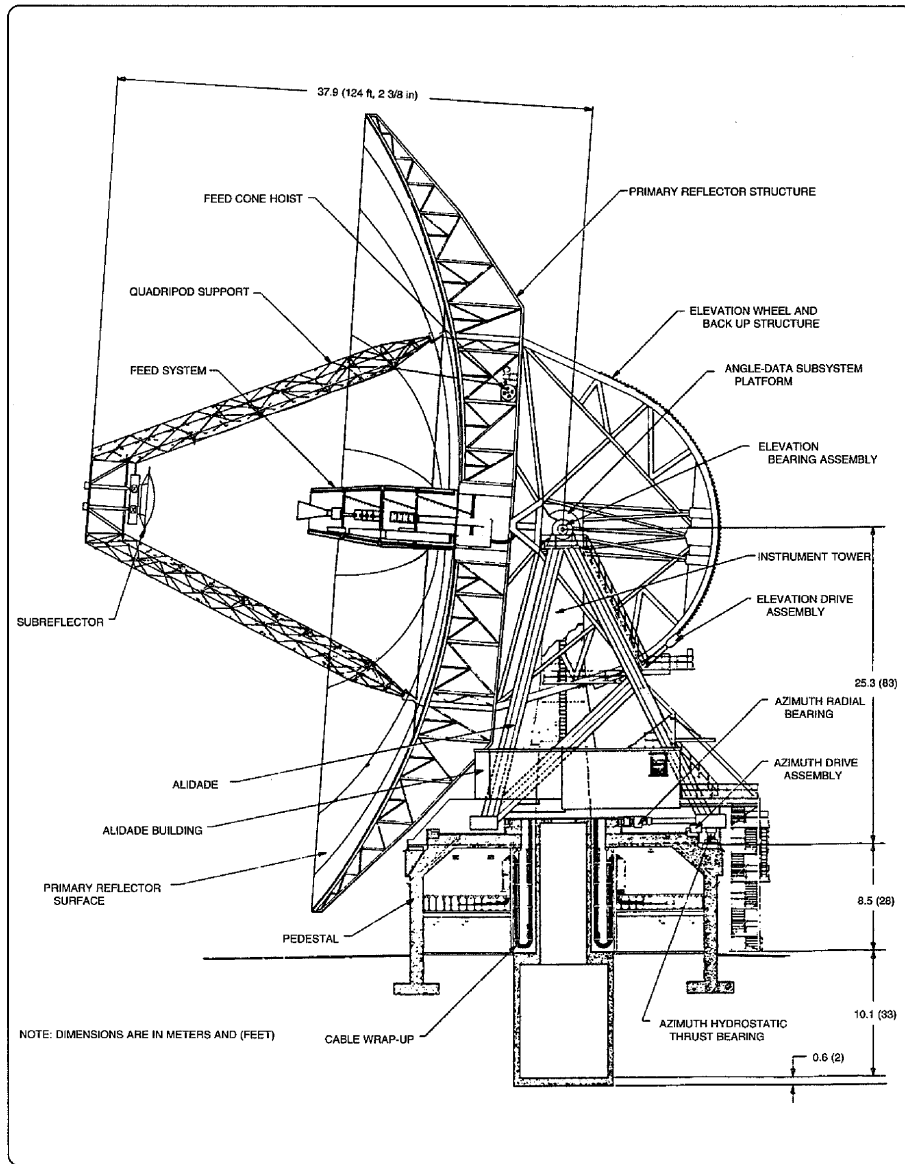 37.9 (124 ft, 2 3/8 in)
FEED CONE HOIST
PRIMARY REFLECTOR STRUCTURE
QUADRIPOD SUPPORT
ELEVATION WHEEL AND
BACK UP STRUCTURE
FEED SYSTEM
ANGLE-DATA SUBSYSTEM
PLATFORM
ELEVATION
BEARING ASSEMBLY
INSTRUMENT TOWER
SUBREFLECTOR
ELEVATION DRIVE
ASSEMBLY
25.3 (83)
AZIMUTH RADIAL
BEARING
ALIDADE
AZIMUTH DRIVE
ASSEMBLY
ALIDADE BUILDING
PRIMARY REFLECTOR
SURFACE
8.5 (28)
PEDESTAL
10.1 (33)
NOTE: DIMENSIONS ARE IN METERS AND (FEET)
CABLE WRAP-UP
AZIMUTH HYDROSTATIC
THRUST BEARING
0.6 (2)